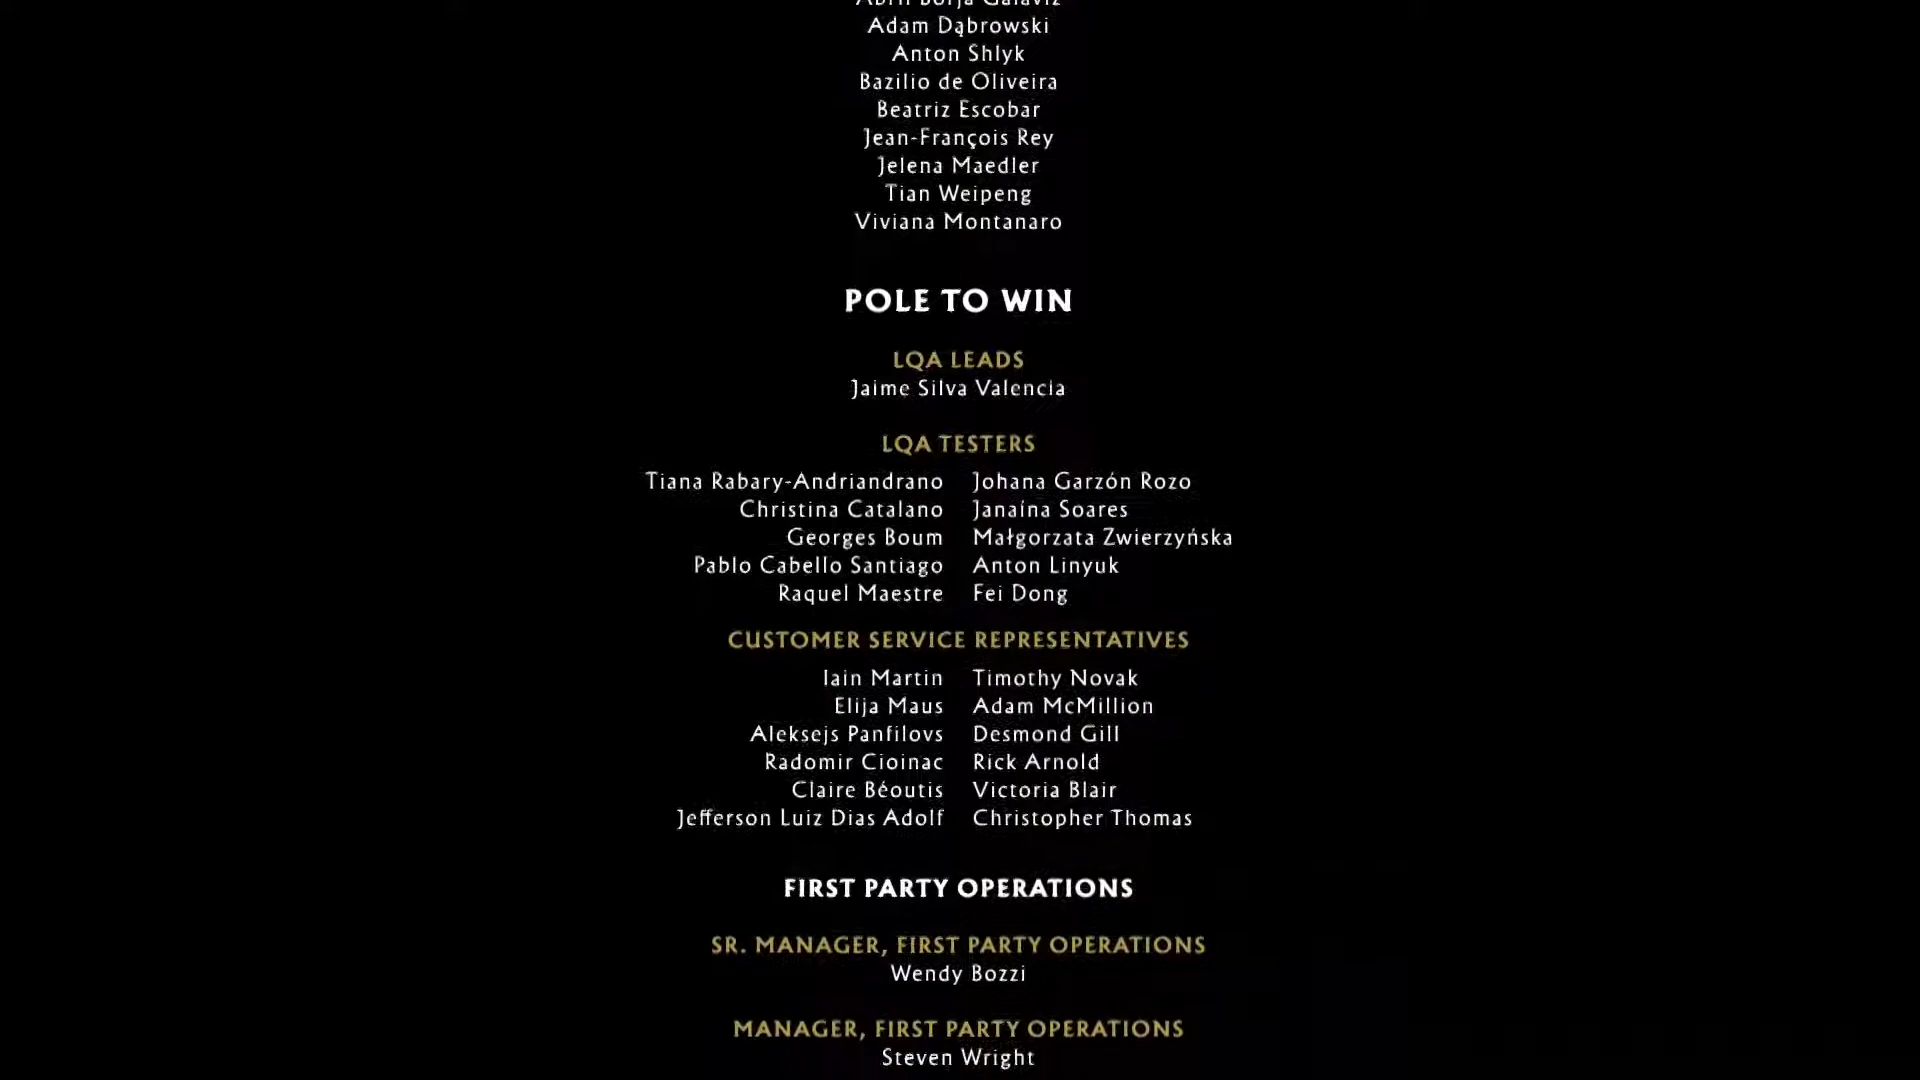 Adam Dąbrowski
Anton Shlyk
Bazilio de Oliveira
Beatriz Escobar
Jean-François Rey
Jelena Maedler
Tian Weipeng
Viviana Montanaro
POLE TO WIN
LQA LEADS
Jaime Silva Valencia
LQA TESTERS
Tiana Rabary-Andriandrano Johana Garzón Rozo
Christina Catalano Janaína Soares
Georges Boum Małgorzata Zwierzyńska
Pablo Cabello Santiago Anton Linyuk
Raquel Maestre Fei Dong
CUSTOMER SERVICE REPRESENTATIVES
Iain Martin Timothy Novak
Elija Maus Adam McMillion
Aleksejs Panfilovs Desmond Gill
Radomir Cioinac Rick Arnold
Claire Béoutis Victoria Blair
Jefferson Luiz Dias Adolf Christopher Thomas
FIRST PARTY OPERATIONS
SR. MANAGER, FIRST PARTY OPERATIONS
Wendy Bozzi
MANAGER, FIRST PARTY OPERATIONS
Steven Wright